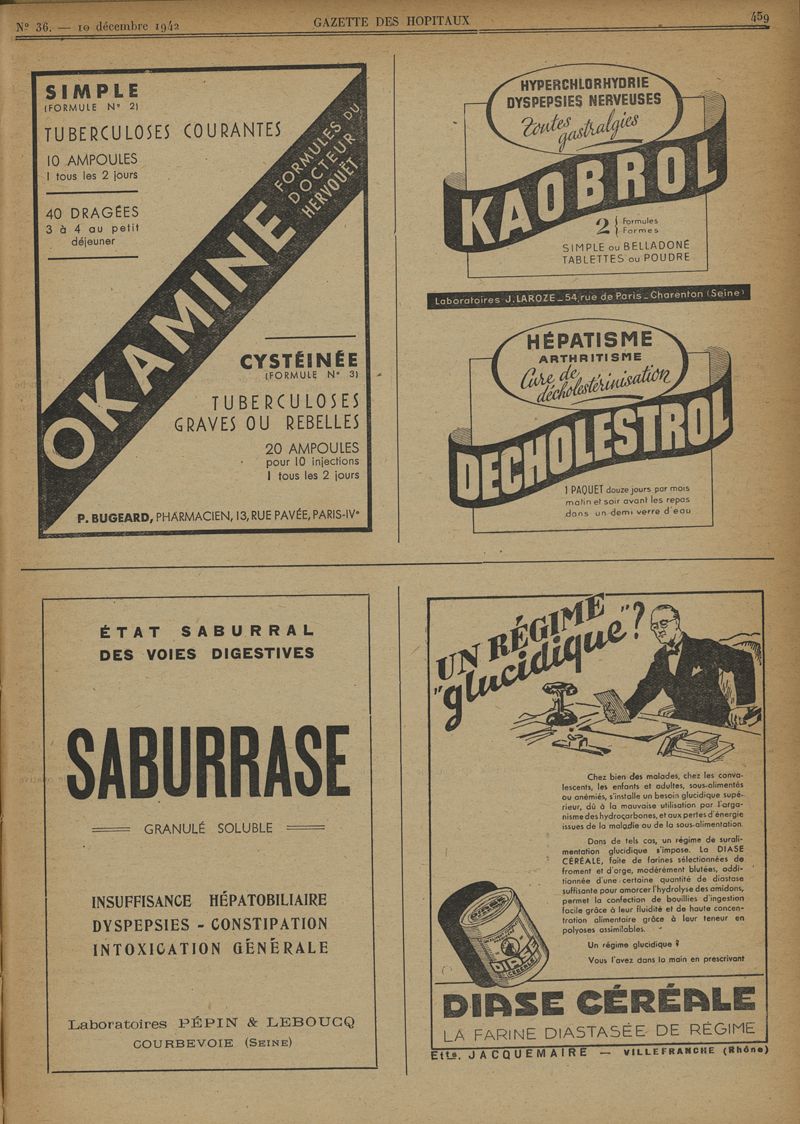 N° 36. — 10 décembre 1942
GAZETTE DES HOPITAUX
459
SIMPLE
(FORMULE N° 2)
TUBERCULOSES COURANTES
10 AMPOULES
1 tous les 2 jours
40 DRAGÉES
3 à 4 au petit
déjeuner
OKAMINE
FORMULES DU
DOCTEUR
HERVOUËT
CYSTÉINÉE
(FORMULE N° 3)
TUBERCULOSES
GRAVES OU REBELLES
20 AMPOULES
pour 10 injections
1 tous les 2 jours
P. BUGEARD, PHARMACIEN, 13, RUE PAVÉE, PARIS-IVe
HYPERCHLORHYDRIE
DYSPEPSIES NERVEUSES
Toutes
gastralgies
KAOBROL
2 Formules
Formes
SIMPLE ou BELLADONÉ
TABLETTES ou POUDRE
Laboratoires J. LAROZE _ 54, rue de Paris _ Charenton (Seine)
HÉPATISME
ARTHRITISME
Cure de
décholestérinisation
DECHOLESTROL
1 PAQUET douze jours par mois
matin et soir avant les repas
dans un demi verre d'eau
ÉTAT SABURRAL
DES VOIES DIGESTIVES
SABURRASE
GRANULÉ SOLUBLE
INSUFFISANCE HÉPATOBILIAIRE
DYSPEPSIES - CONSTIPATION
INTOXICATION GÉNÉRALE
Laboratoires PÉPIN & LEBOUCQ
COURBEVOIE (SEINE)
UN RÉGIME
"glucidique"?
Chez bien des malades, chez les conva-
lescents, les enfants et adultes, sous-alimentés
ou anémiés, s'installe un besoin glucidique supé-
rieur, dû à la mauvaise utilisation par l'orga-
nisme des hydrocarbones, et aux pertes d'énergie
issues de la maladie ou de la sous-alimentation
Dans de tels cas, un régime de surali-
mentation glucidique s'impose. La DIASE
CÉRÉALE, faite de farines sélectionnées de
froment et d'orge, modérément blutées, addi-
tionnée d'une certaine quantité de diastase
suffisante pour amorcer l'hydrolyse des amidons,
permet la confection de bouillies d'ingestion
facile grâce à leur fluidité et de haute concen-
tration alimentaire grâce à leur teneur en
polyoses assimilables.
Un régime glucidique ?
Vous l'avez dans la main en prescrivant
DIASE
DIASE
CÉRÉALE
DIASE CÉRÉALE
LA FARINE DIASTASÉE DE RÉGIME
Etts. JACQUEMAIRE — VILLEFRANCHE (Rhône)